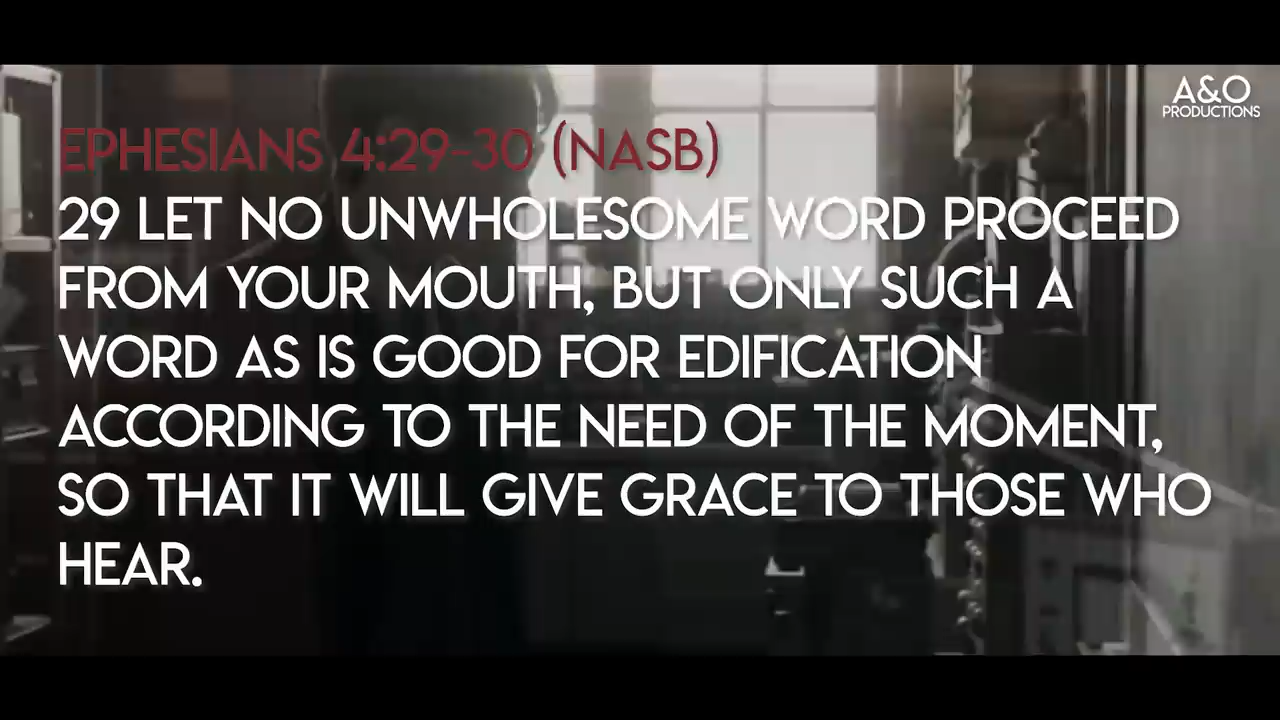 A&O
PRODUCTIONS
EPHESIANS 4:29-30 (NASB)
29 LET NO UNWHOLESOME WORD PROCEED
FROM YOUR MOUTH, BUT ONLY SUCH A
WORD AS IS GOOD FOR EDIFICATION
ACCORDING TO THE NEED OF THE MOMENT,
SO THAT IT WILL GIVE GRACE TO THOSE WHO
HEAR.